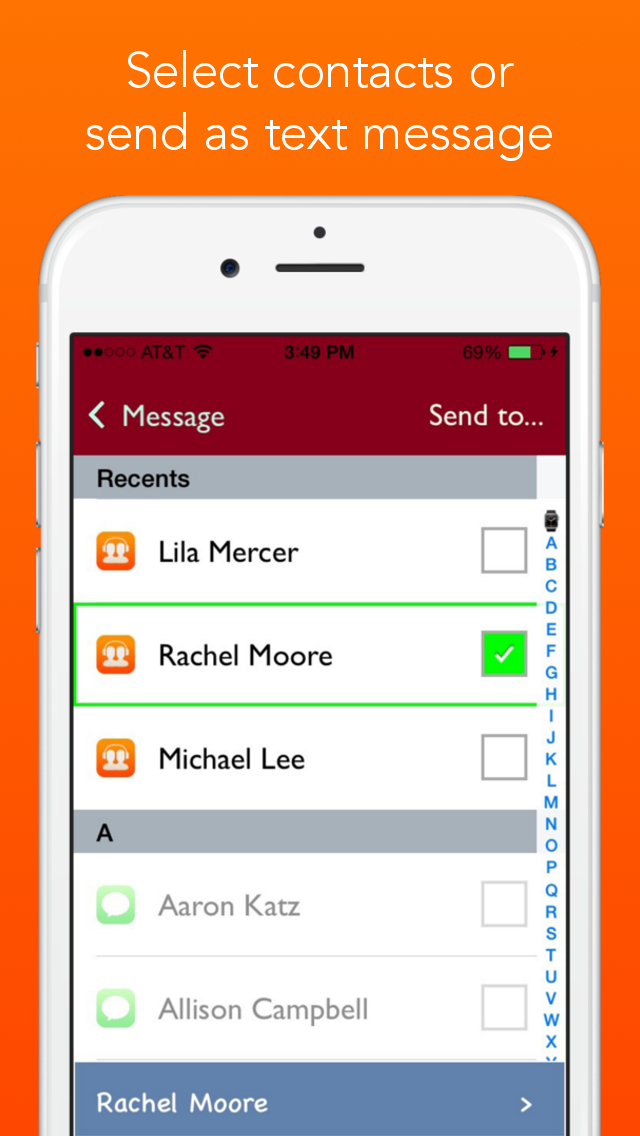 Select contacts or
send as text message
AT&T 3:49 PM 69%
Message Send to...
Recents
Lila Mercer
Rachel Moore
Michael Lee
A
Aaron Katz
Allison Campbell
A
B
C
D
E
F
G
H
I
J
K
L
M
N
O
P
Q
R
S
T
U
V
W
X
Rachel Moore >